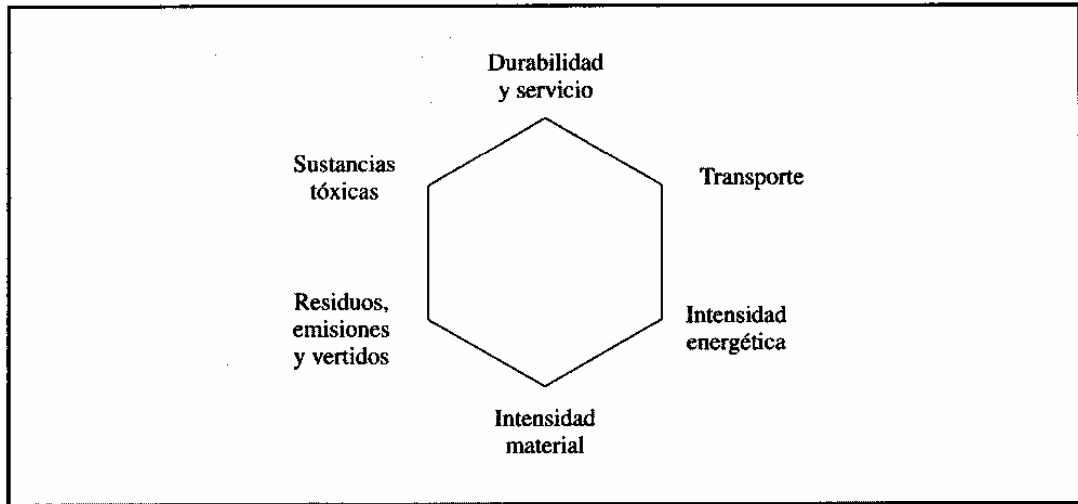 Durabilidad
y servicio
Sustancias
tóxicas
Transporte
Residuos,
emisiones
y vertidos
Intensidad
energética
Intensidad
material